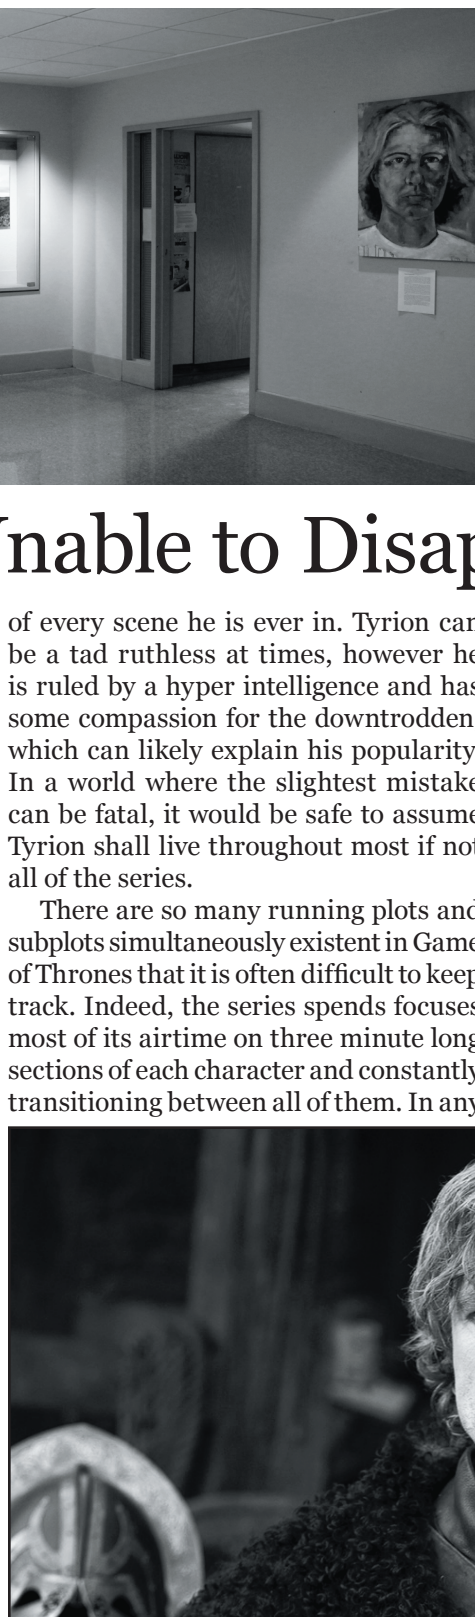 Unable to Disap
of every scene he is ever in. Tyrion can
be a tad ruthless at times, however he
is ruled by a hyper intelligence and has
some compassion for the downtrodden
which can likely explain his popularity
In a world where the slightest mistake
can be fatal, it would be safe to assume
Tyrion shall live throughout most if not
all of the series.
There are so many running plots and
subplots simultaneously existent in Game
of Thrones that it is often difficult to keep
track. Indeed, the series spends focuses
most of its airtime on three minute long
sections of each character and constantly
transitioning between all of them. In any